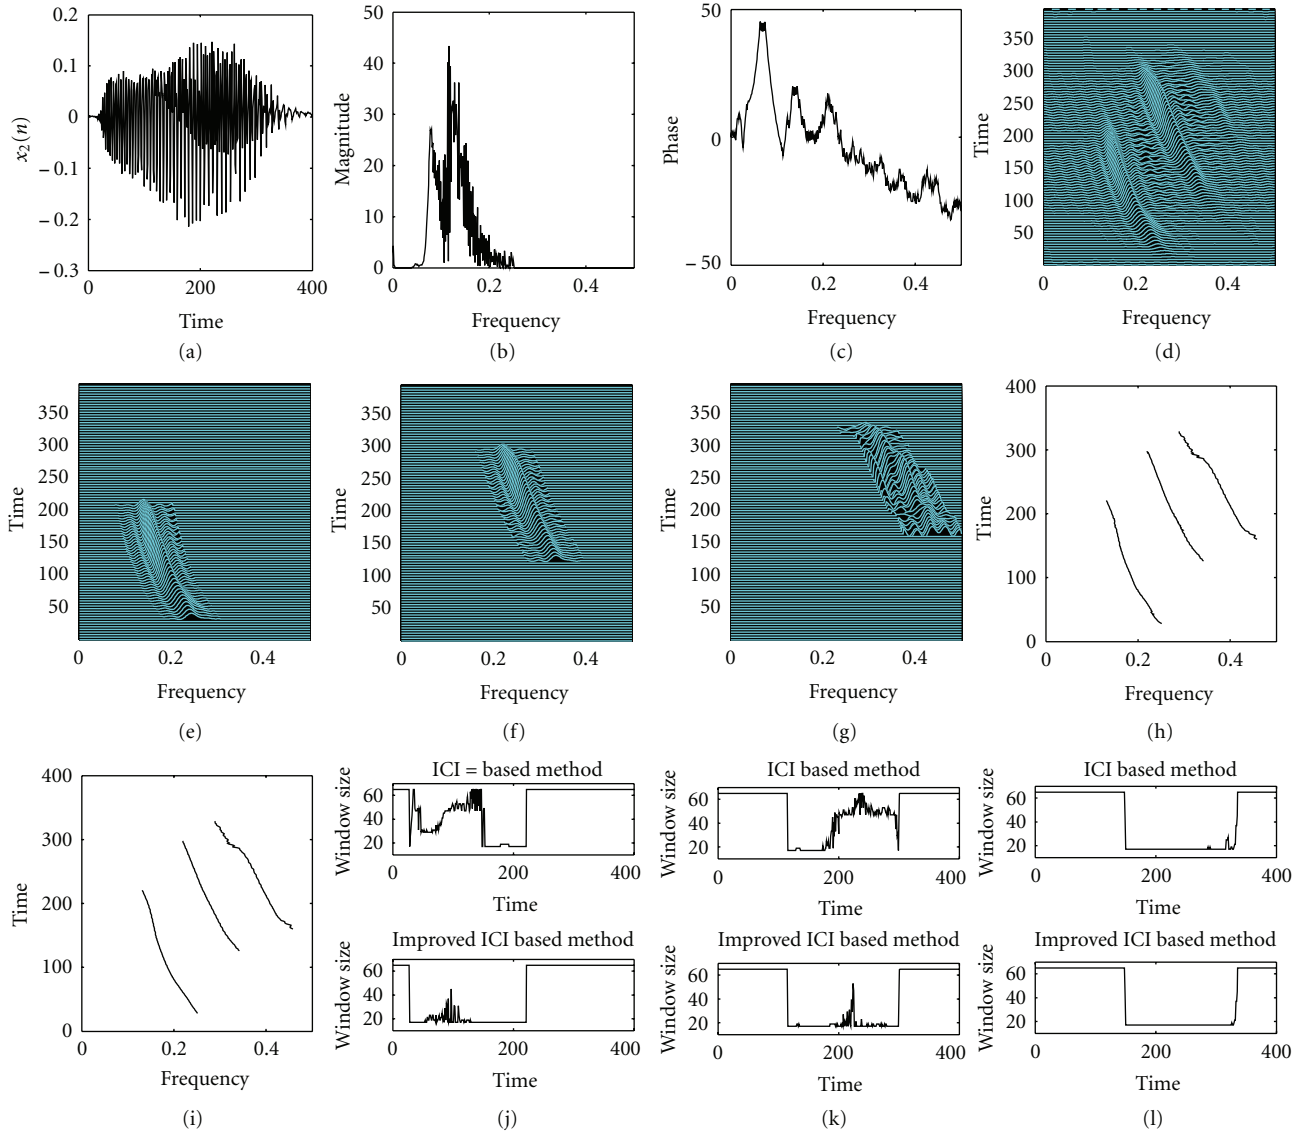 0.2
0.1
0
−0.1
−0.2
−0.3
0
200
400
x2(n)
Time
(a)
50
40
30
20
10
0
0
0.2
0.4
Magnitude
Frequency
(b)
50
0
−50
0
0.2
0.4
Phase
Frequency
(c)
350
300
250
200
150
100
50
0
0.2
0.4
Time
Frequency
(d)
350
300
250
200
150
100
50
0
0.2
0.4
Time
Frequency
(e)
350
300
250
200
150
100
50
0
0.2
0.4
Time
Frequency
(f)
350
300
250
200
150
100
50
0
0.2
0.4
Time
Frequency
(g)
400
300
200
100
0
0
0.2
0.4
Time
Frequency
(h)
400
300
200
100
0
0
0.2
0.4
Time
Frequency
(i)
ICI = based method
Window size
60
40
20
0
200
400
Time
Improved ICI based method
Window size
60
40
20
0
200
400
Time
(j)
ICI based method
Window size
60
40
20
0
200
400
Time
Improved ICI based method
Window size
60
40
20
0
200
400
Time
(k)
ICI based method
Window size
60
40
20
0
200
400
Time
Improved ICI based method
Window size
60
40
20
0
200
400
Time
(l)